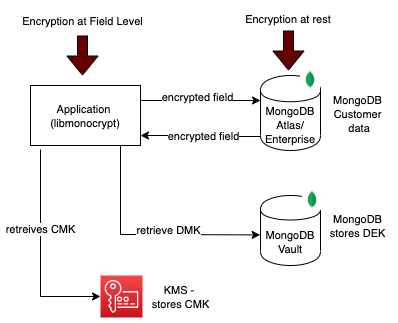 Encryption at Field Level
Encryption at rest
Application
(libmonocrypt)
encrypted field
encrypted field
MongoDB
Atlas/
Enterprise
MongoDB
Customer
data
retreives CMK
retrieve DMK
MongoDB
Vault
MongoDB
stores DEK
KMS -
stores CMK